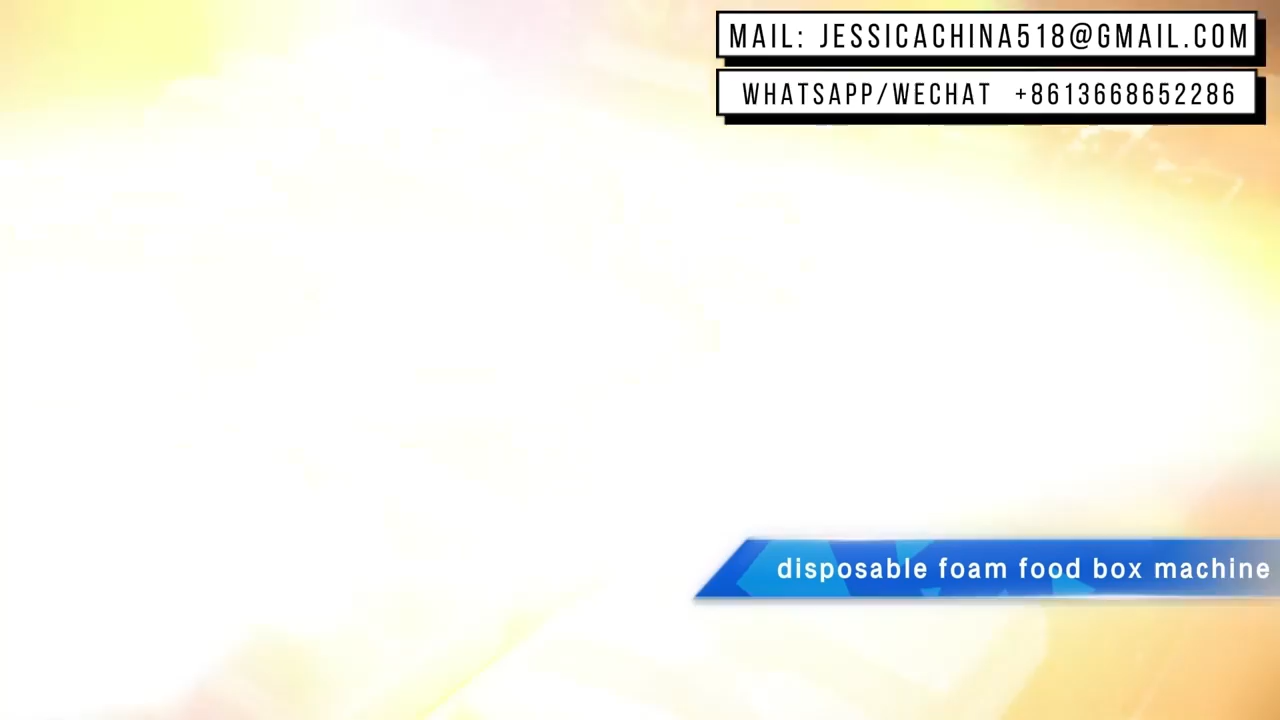 MAIL: JESSICACHINA518@GMAIL.COM
WHATSAPP/WECHAT +8613668652286
disposable foam food box machine